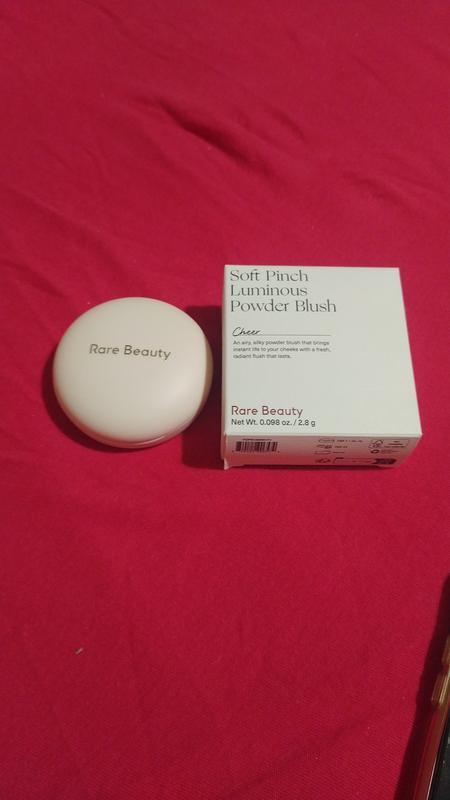 Rare Beauty
Soft Pinch
Luminous
Powder Blush
Cheer
An airy, silky powder blush that brings
instant life to your cheeks with a fresh,
radiant flush that lasts.
Rare Beauty
Net Wt. 0.098 oz. / 2.8 g